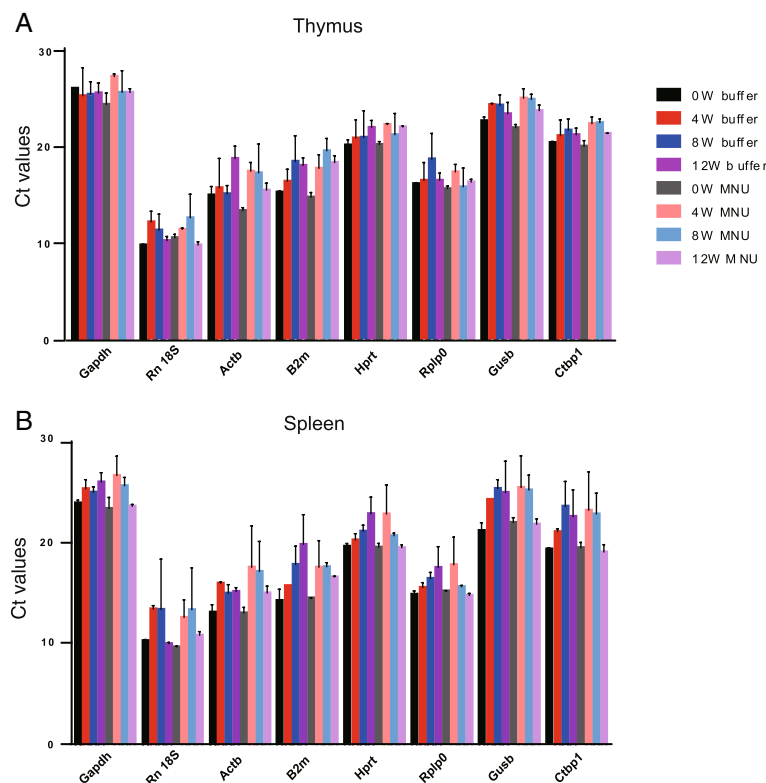 A
Thymus
30
20
10
0
Ct values
Gapdh
Rn 18S
Actb
B2m
Hprt
Rplp0
Gusb
Ctbp1
0W buffer
4W buffer
8W buffer
12W buffer
0W MNU
4W MNU
8W MNU
12W MNU
B
Spleen
30
20
10
0
Ct values
Gapdh
Rn 18S
Actb
B2m
Hprt
Rplp0
Gusb
Ctbp1